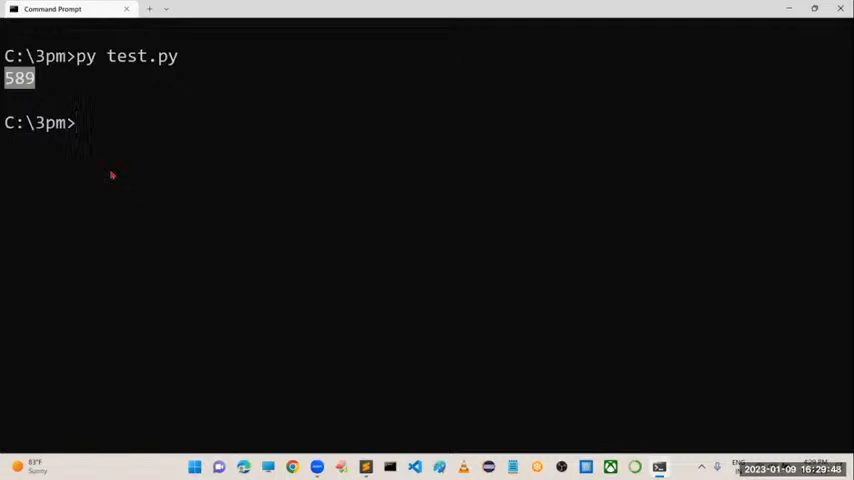 Command Prompt
C:\3pm>py test.py
589
C:\3pm>
83°F
Sunny
ENG
2023-01-09 16:29:48